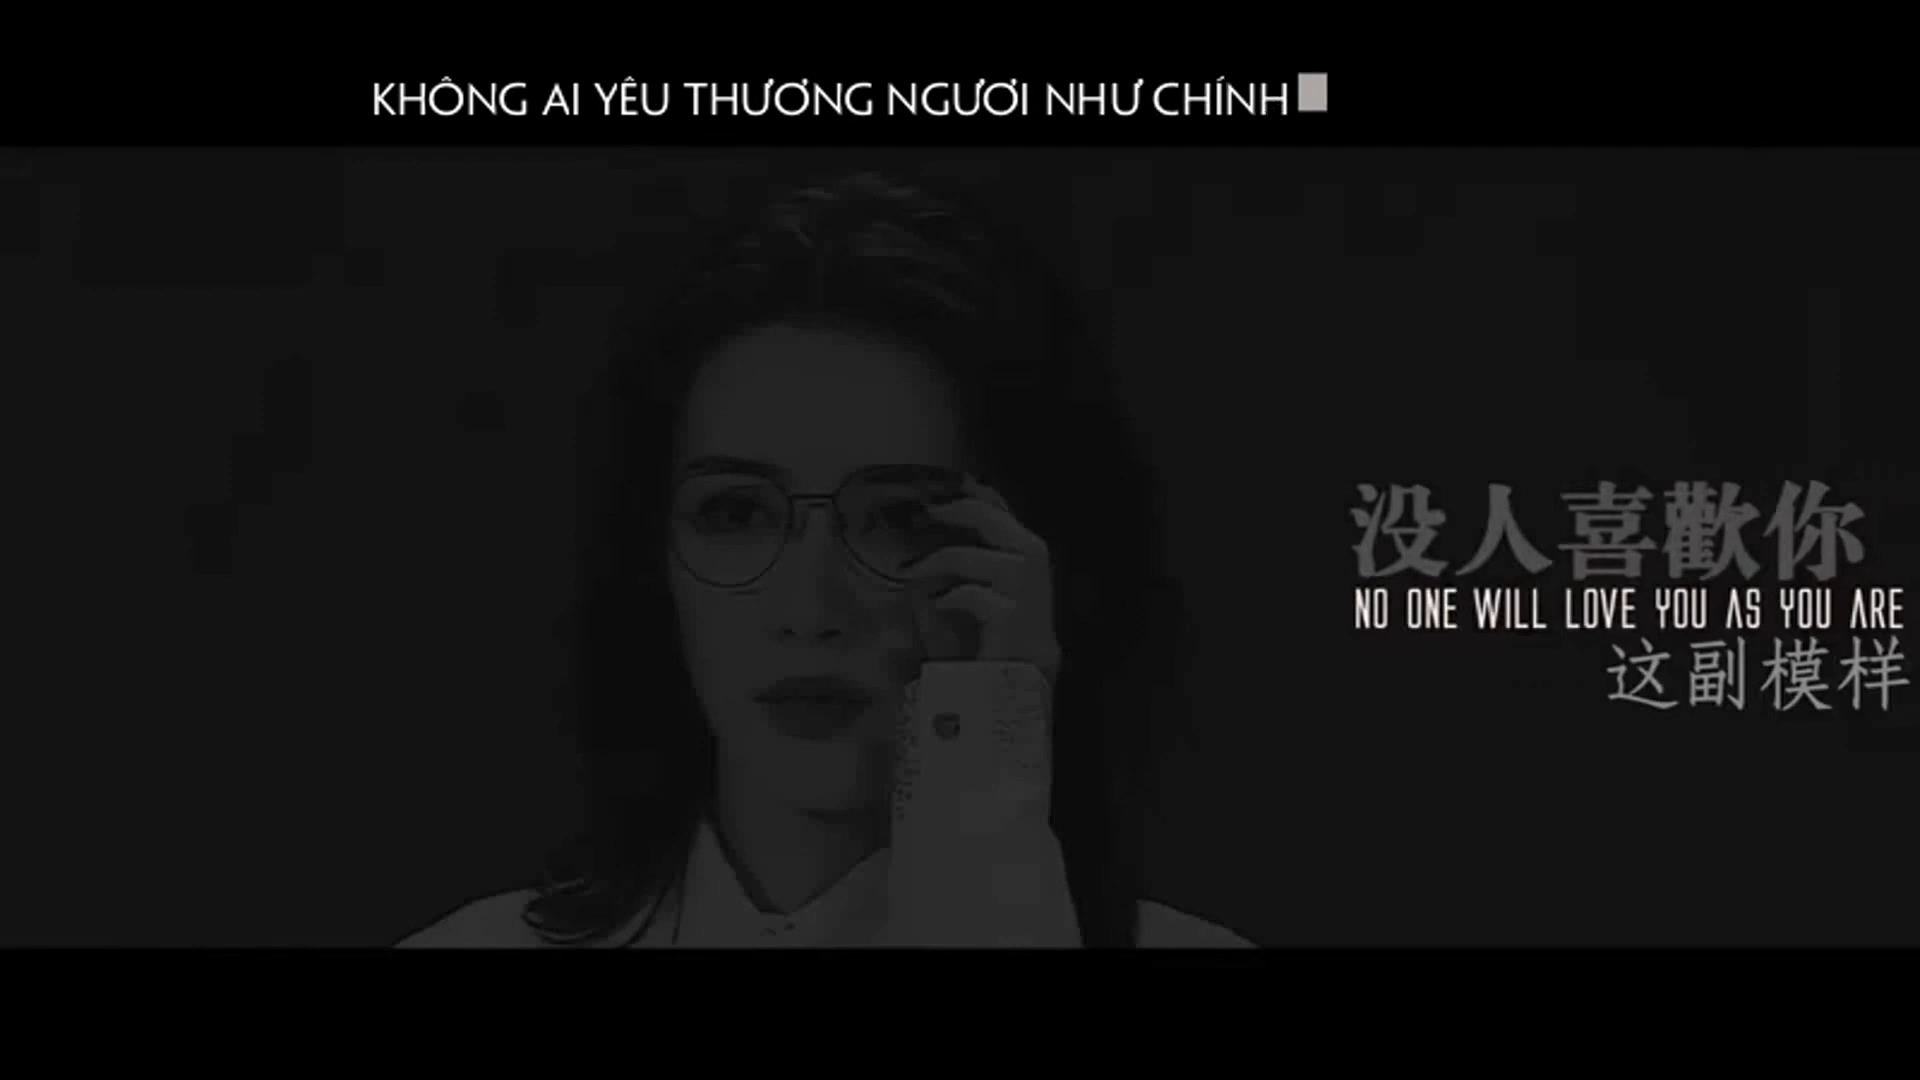 KHÔNG AI YÊU THƯƠNG NGƯƠI NHƯ CHÍNH
没人喜歡你
NO ONE WILL LOVE YOU AS YOU ARE
这副模样